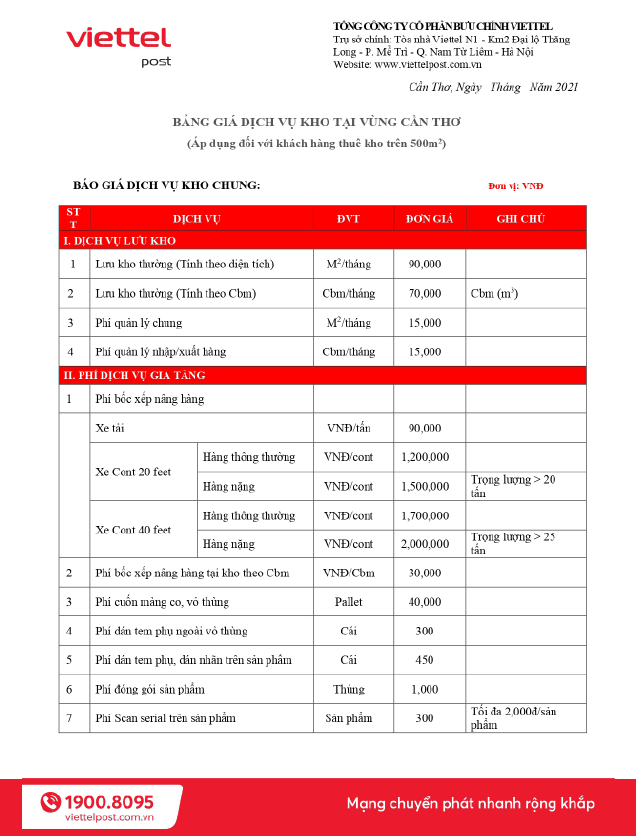 viettel
post
TỔNG CÔNG TY CỔ PHẦN BƯU CHÍNH VIETTEL
Trụ sở chính: Tòa nhà Viettel N1 - Km2 Đại lộ Thăng
Long - P. Mễ Trì - Q. Nam Từ Liêm - Hà Nội
Website: www.viettelpost.com.vn
Cần Thơ, Ngày Tháng Năm 2021
BẢNG GIÁ DỊCH VỤ KHO TẠI VÙNG CẦN THƠ
(Áp dụng đối với khách hàng thuê kho trên 500m²)
BÁO GIÁ DỊCH VỤ KHO CHUNG: Đơn vị: VNĐ
ST
T DỊCH VỤ ĐVT ĐƠN GIÁ GHI CHÚ
I. DỊCH VỤ LƯU KHO
1 Lưu kho thường (Tính theo diện tích) M²/tháng 90,000
2 Lưu kho thường (Tính theo Cbm) Cbm/tháng 70,000 Cbm (m³)
3 Phí quản lý chung M²/tháng 15,000
4 Phí quản lý nhập/xuất hàng Cbm/tháng 15,000
II. PHÍ DỊCH VỤ GIA TĂNG
1 Phí bốc xếp nâng hàng
Xe tải VNĐ/tấn 90,000
Xe Cont 20 feet Hàng thông thường VNĐ/cont 1,200,000
Hàng nặng VNĐ/cont 1,500,000 Trọng lượng > 20
tấn
Xe Cont 40 feet Hàng thông thường VNĐ/cont 1,700,000
Hàng nặng VNĐ/cont 2,000,000 Trọng lượng > 25
tấn
2 Phí bốc xếp nâng hàng tại kho theo Cbm VNĐ/Cbm 30,000
3 Phí cuốn màng co, vỏ thùng Pallet 40,000
4 Phí dán tem phụ ngoài vỏ thùng Cái 300
5 Phí dán tem phụ, dán nhãn trên sản phẩm Cái 450
6 Phí đóng gói sản phẩm Thùng 1,000
7 Phí Scan serial trên sản phẩm Sản phẩm 300 Tối đa 2,000đ/sản
phẩm
1900.8095
viettelpost.com.vn
Mạng chuyển phát nhanh rộng khắp